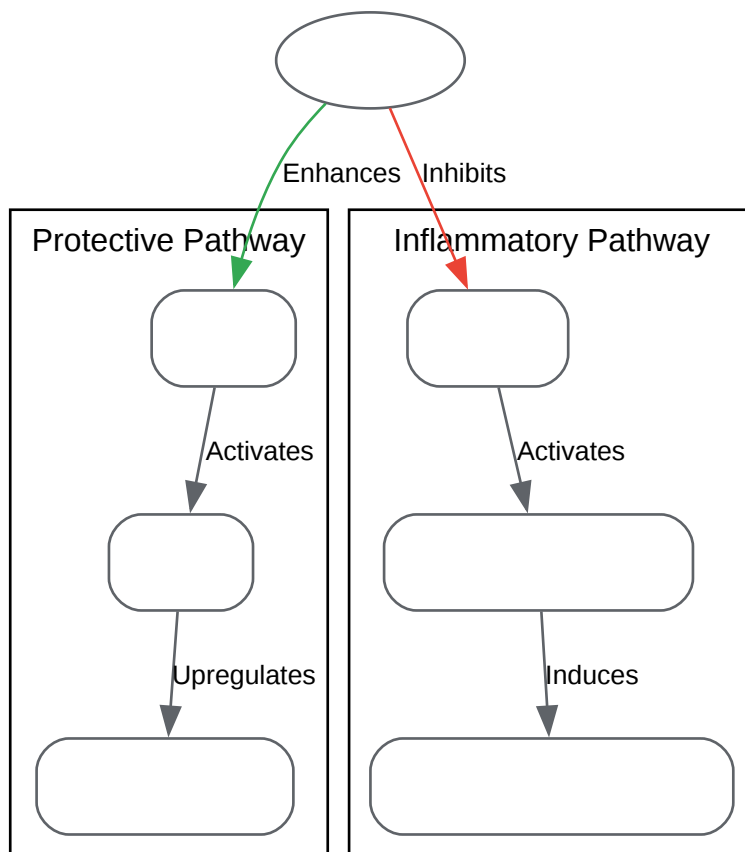 Enhances
Inhibits
Protective Pathway
Inflammatory Pathway
Activates
Activates
Upregulates
Induces